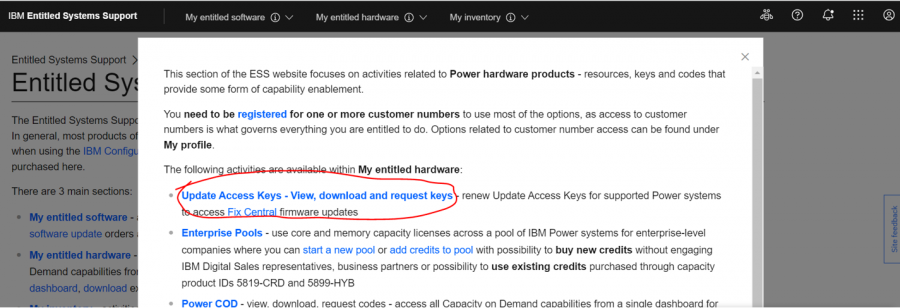 IBM Entitled Systems Support
My entitled software
My entitled hardware
My inventory
Entitled Systems Support
Entitled Sys
The Entitled Systems Suppo
In general, most products of
when using the IBM Configu
purchased here.
There are 3 main sections:
My entitled software - a
software update orders a
My entitled hardware -
Demand capabilities from
dashboard, download ex
This section of the ESS website focuses on activities related to Power hardware products - resources, keys and codes that
provide some form of capability enablement.
You need to be registered for one or more customer numbers to use most of the options, as access to customer
numbers is what governs everything you are entitled to do. Options related to customer number access can be found under
My profile.
The following activities are available within My entitled hardware:
Update Access Keys - View, download and request keys - renew Update Access Keys for supported Power systems
to access Fix Central firmware updates
Enterprise Pools - use core and memory capacity licenses across a pool of IBM Power systems for enterprise-level
companies where you can start a new pool or add credits to pool with possibility to buy new credits without engaging
IBM Digital Sales representatives, business partners or possibility to use existing credits purchased through capacity
product IDs 5819-CRD and 5899-HYB
Power COD - view, download, request codes - access all Capacity on Demand capabilities from a single dashboard for
Site feedback